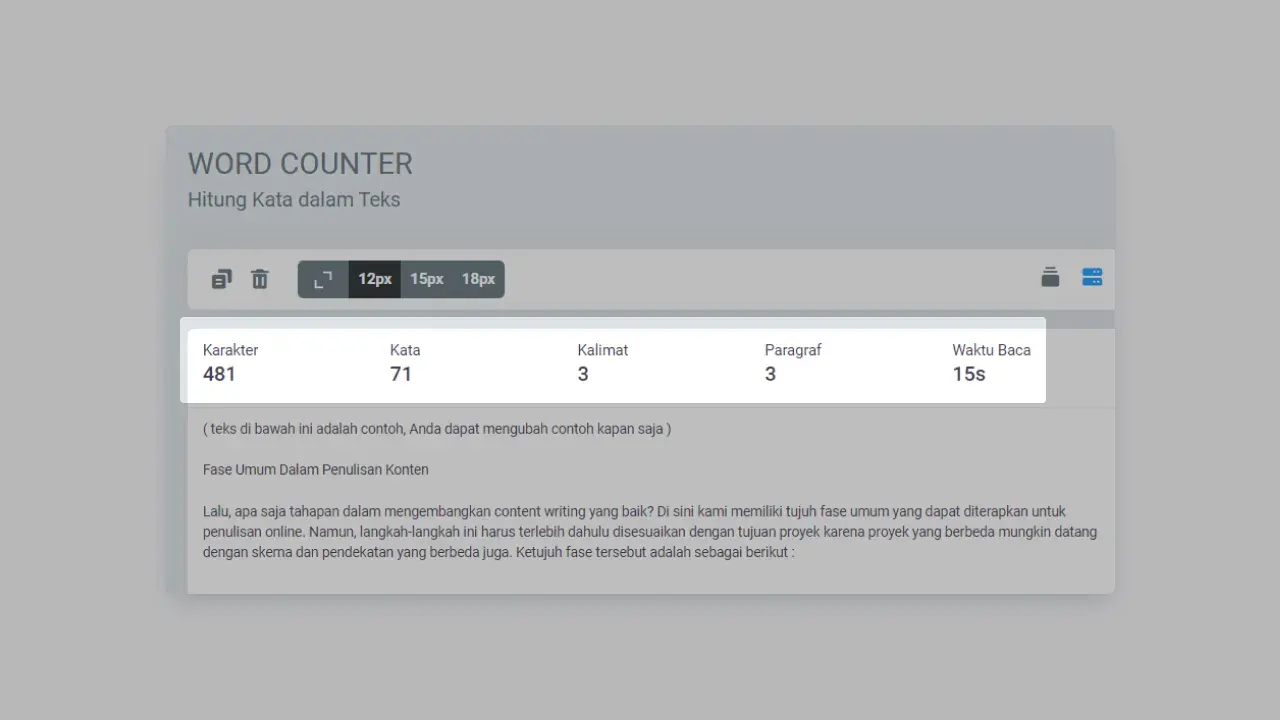 WORD COUNTER
Hitung Kata dalam Teks
12px 15px 18px
Karakter Kata Kalimat Paragraf Waktu Baca
481 71 3 3 15s
( teks di bawah ini adalah contoh, Anda dapat mengubah contoh kapan saja )
Fase Umum Dalam Penulisan Konten
Lalu, apa saja tahapan dalam mengembangkan content writing yang baik? Di sini kami memiliki tujuh fase umum yang dapat diterapkan untuk
penulisan online. Namun, langkah-langkah ini harus terlebih dahulu disesuaikan dengan tujuan proyek karena proyek yang berbeda mungkin datang
dengan skema dan pendekatan yang berbeda juga. Ketujuh fase tersebut adalah sebagai berikut :